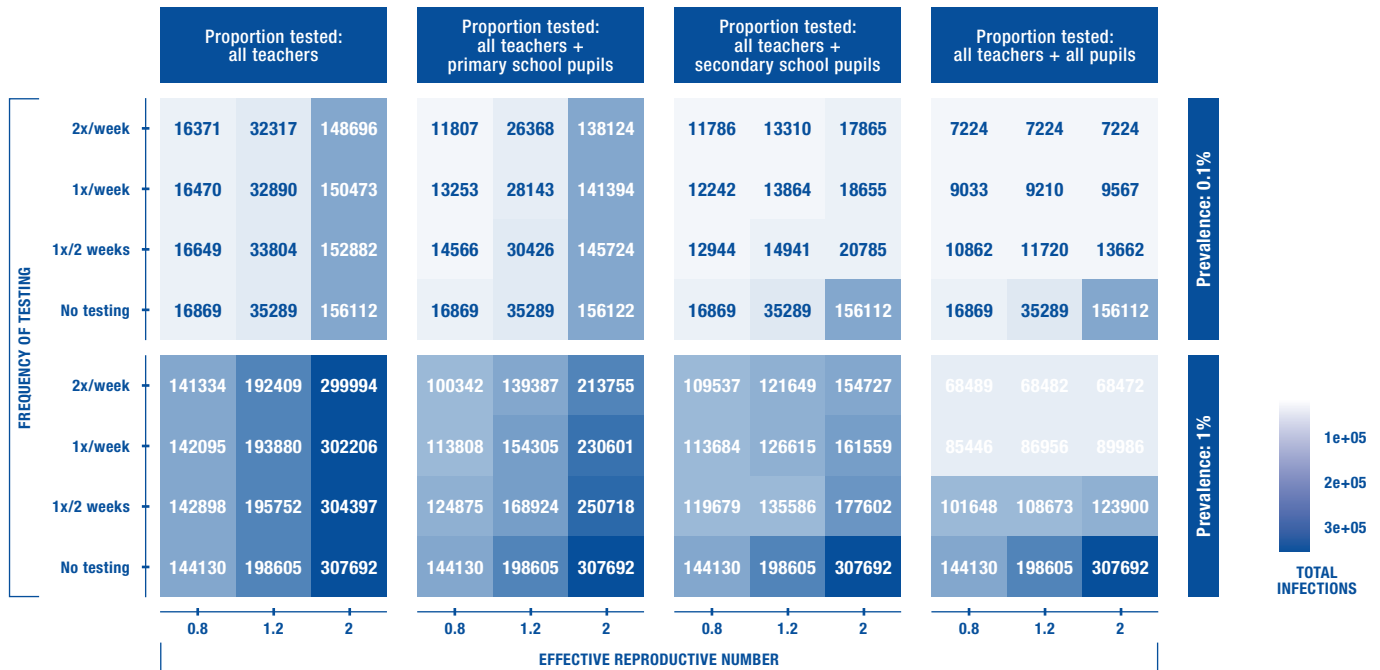 Proportion tested:
all teachers
Proportion tested:
all teachers +
primary school pupils
Proportion tested:
all teachers +
secondary school pupils
Proportion tested:
all teachers + all pupils
FREQUENCY OF TESTING
2x/week 16371 32317 148696 11807 26368 138124 11786 13310 17865 7224 7224 7224
1x/week 16470 32890 150473 13253 28143 141394 12242 13864 18655 9033 9210 9567
1x/2 weeks 16649 33804 152882 14566 30426 145724 12944 14941 20785 10862 11720 13662
No testing 16869 35289 156112 16869 35289 156122 16869 35289 156112 16869 35289 156112
Prevalence: 0.1%
2x/week 141334 192409 299994 100342 139387 213755 109537 121649 154727 68489 68482 68472
1x/week 142095 193880 302206 113808 154305 230601 113684 126615 161559 85446 86956 89986
1x/2 weeks 142898 195752 304397 124875 168924 250718 119679 135586 177602 101648 108673 123900
No testing 144130 198605 307692 144130 198605 307692 144130 198605 307692 144130 198605 307692
Prevalence: 1%
0.8 1.2 2 0.8 1.2 2 0.8 1.2 2 0.8 1.2 2
EFFECTIVE REPRODUCTIVE NUMBER
1e+05
2e+05
3e+05
TOTAL
INFECTIONS